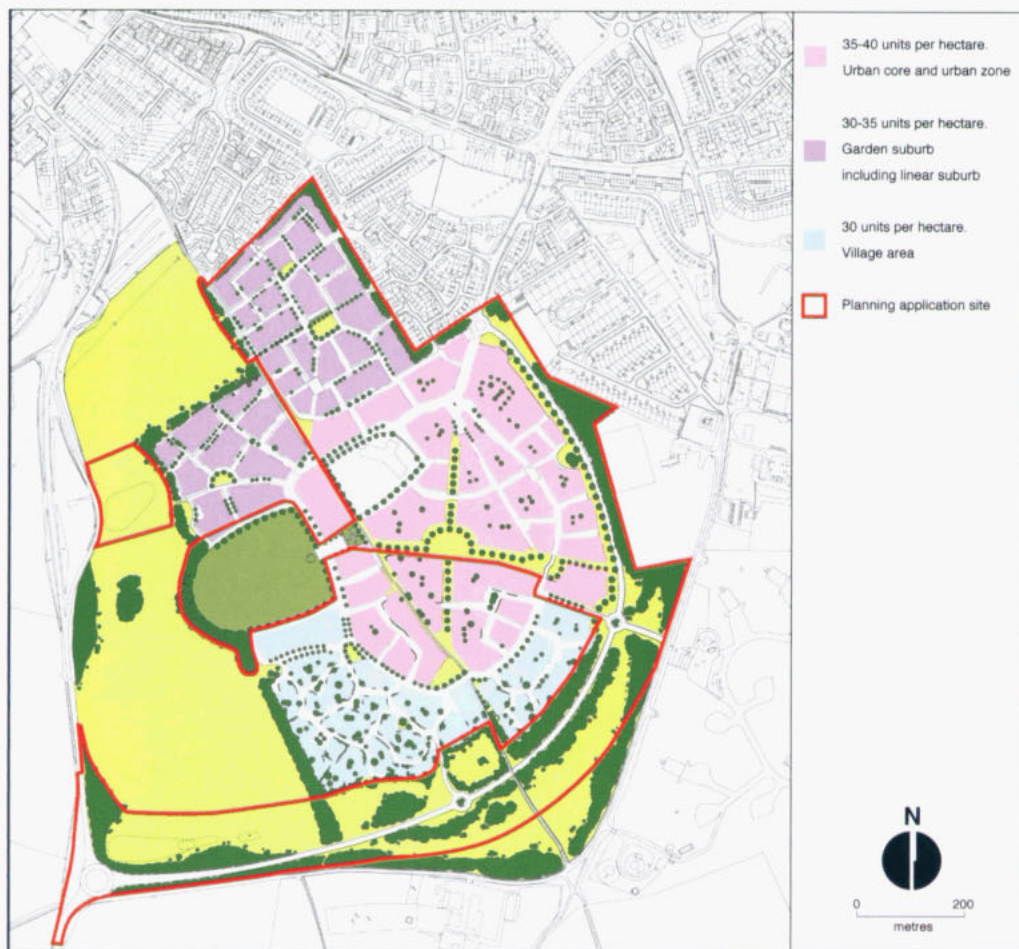 35-40 units per hectare.
Urban core and urban zone
30-35 units per hectare.
Garden suburb
including linear suburb
30 units per hectare.
Village area
Planning application site
N
0 200
metres